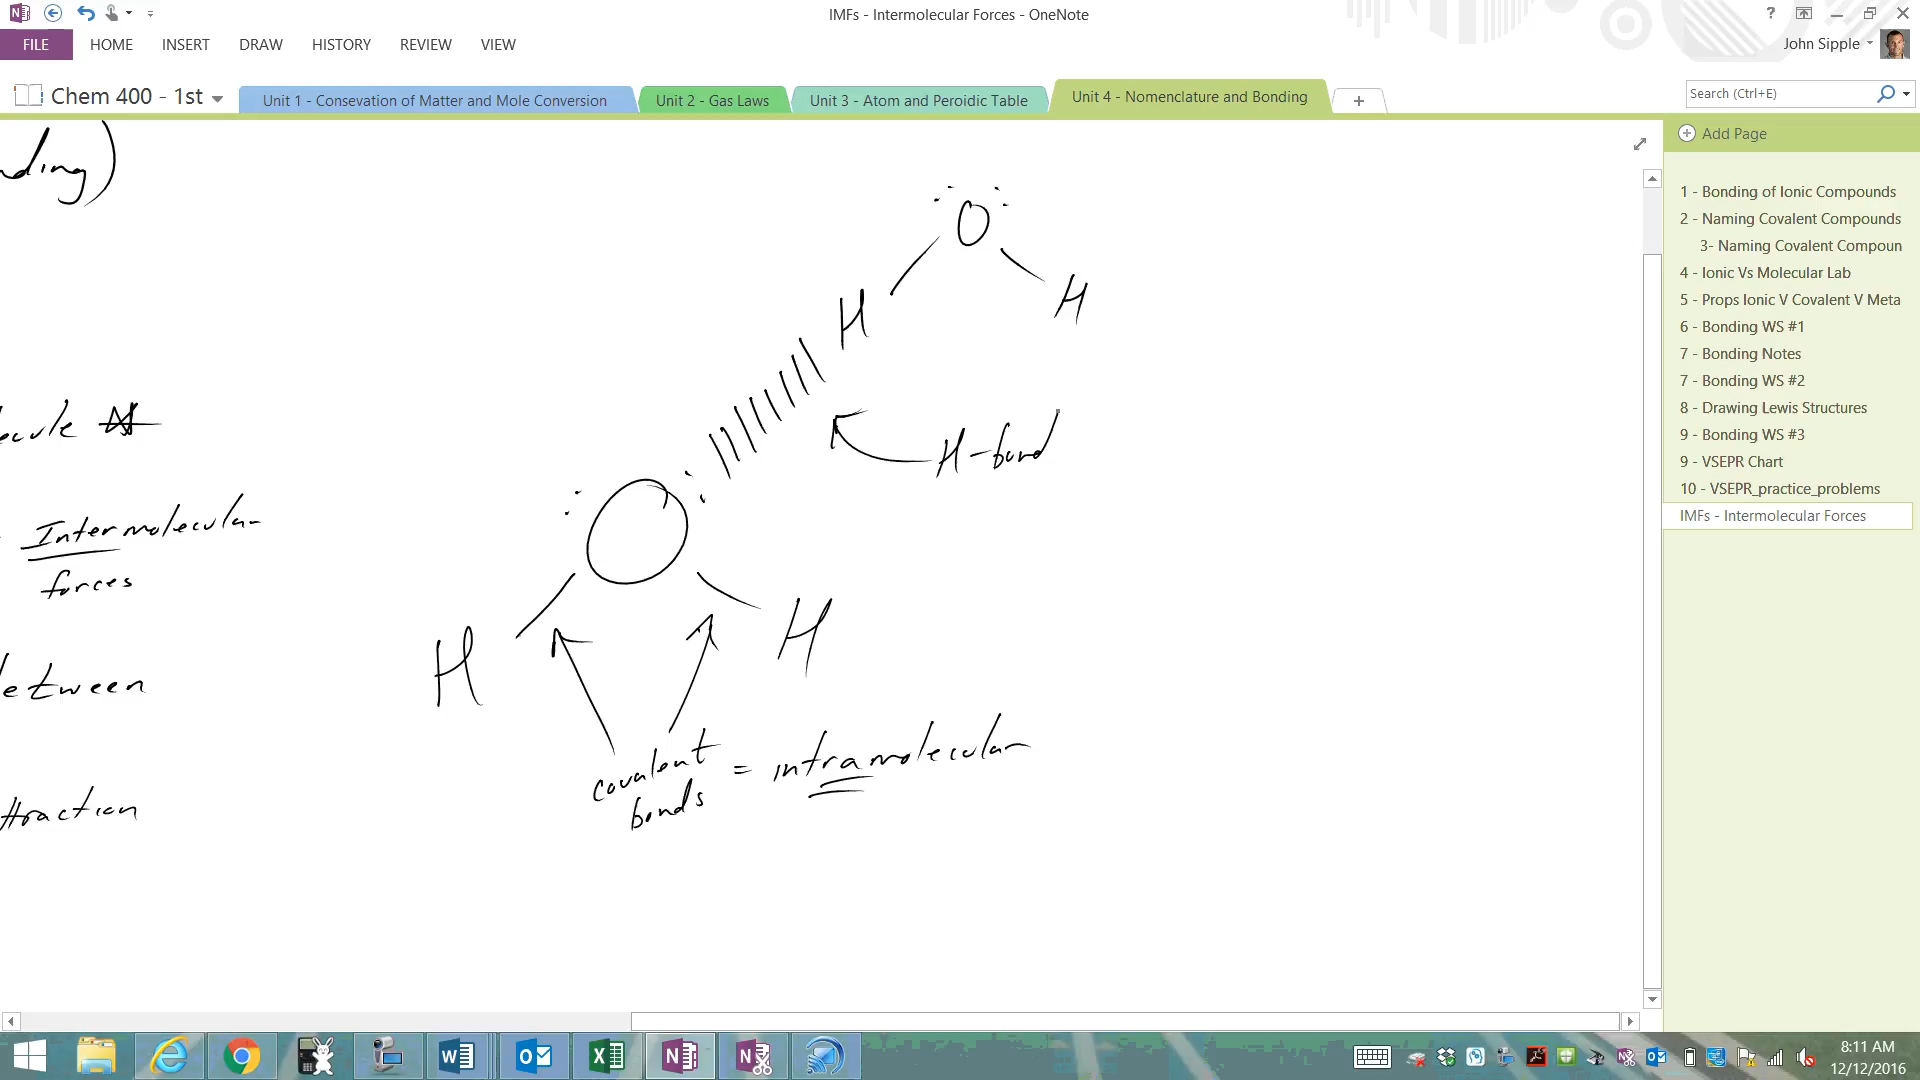 IMFs - Intermolecular Forces - OneNote
?
FILE
HOME
INSERT
DRAW
HISTORY
REVIEW
VIEW
John Sipple
Chem 400 - 1st
Unit 1 - Consevation of Matter and Mole Conversion
Unit 2 - Gas Laws
Unit 3 - Atom and Peroidic Table
Unit 4 - Nomenclature and Bonding
+
Search (Ctrl+E)
Add Page
1 - Bonding of Ionic Compounds
2 - Naming Covalent Compounds
3- Naming Covalent Compoun
4 - Ionic Vs Molecular Lab
5 - Props Ionic V Covalent V Meta
6 - Bonding WS #1
7 - Bonding Notes
7 - Bonding WS #2
8 - Drawing Lewis Structures
9 - Bonding WS #3
9 - VSEPR Chart
10 - VSEPR_practice_problems
IMFs - Intermolecular Forces
nding)
ecule
Intermolecular
forces
etween
ttraction
O
H
H
H-bond
O
H
H
covalent = intramolecular
bonds
8:11 AM
12/12/2016